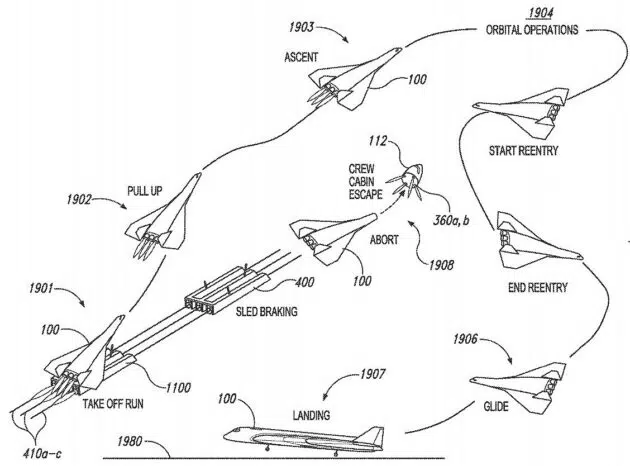 1903
ASCENT
100
1904
ORBITAL OPERATIONS
START REENTRY
112
CREW
CABIN
ESCAPE
360a,b
1902
PULL UP
ABORT
1908
100
400
SLED BRAKING
END REENTRY
1901
100
1100
TAKE OFF RUN
410a-c
1906
GLIDE
1907
LANDING
100
1980